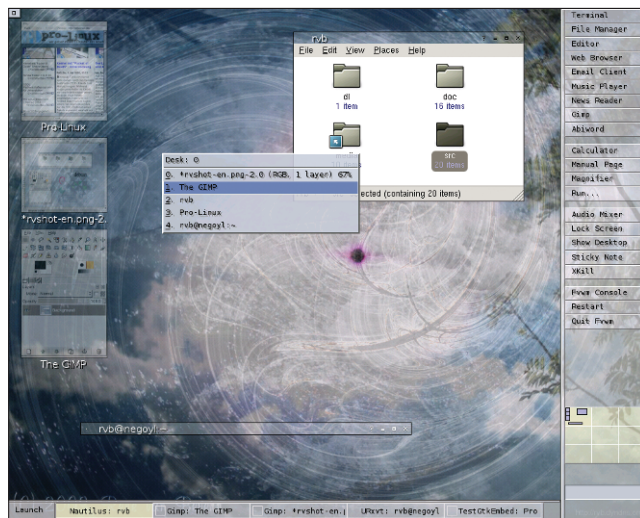 rvb
File Edit View Places Help
dl
1 item
doc
16 items
src
20 items
ected (containing 20 items)
pro-linux
Pro-Linux
*rvshot-en.png-2.
The GIMP
Desk: 0
0. *rvshot-en.png-2.0 (RGB, 1 layer) 67%
1. The GIMP
2. rvb
3. Pro-Linux
4. rvb@negoyl:~
rvb@negoyl:~
Terminal
File Manager
Editor
Web Browser
Email Client
Music Player
News Reader
Gimp
Abiword
Calculator
Manual Page
Magnifier
Run...
Audio Mixer
Lock Screen
Show Desktop
Sticky Note
XKill
Fvwm Console
Restart
Quit Fvwm
Launch
Nautilus: rvb
Gimp: The GIMP
Gimp: *rvshot-en.p
URxvt: rvb@negoyl
TestGtkEmbed: Pro